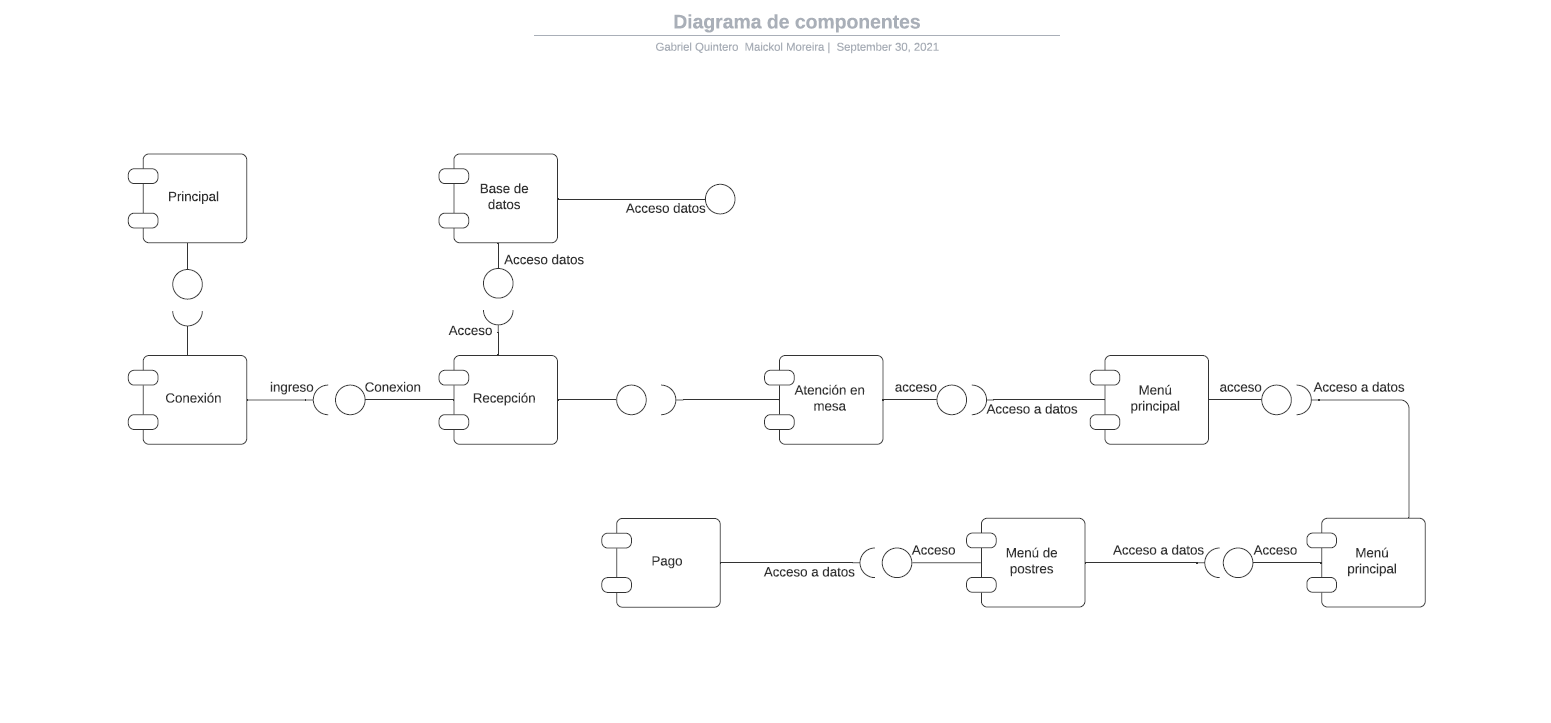 Diagrama de componentes
Gabriel Quintero  Maickol Moreira |  September 30, 2021
Principal
Base de
datos
Acceso datos
Acceso datos
Acceso
Conexión
ingreso
Conexion
Recepción
Atención en
mesa
acceso
Acceso a datos
Menú
principal
acceso
Acceso a datos
Pago
Acceso a datos
Acceso
Menú de
postres
Acceso a datos
Acceso
Menú
principal